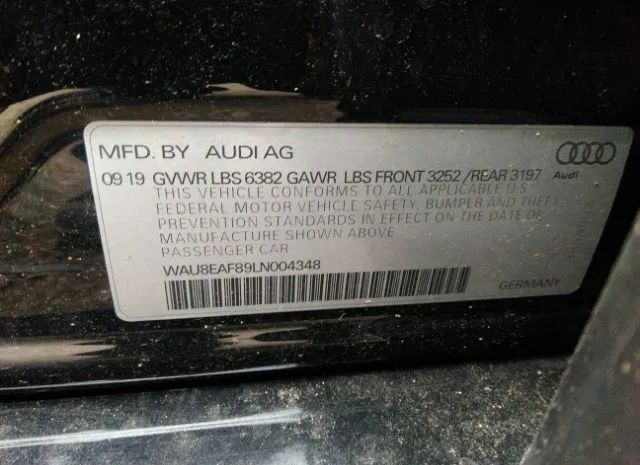 MFD. BY AUDI AG
09 19 GVWR LBS 6382 GAWR LBS FRONT 3252 / REAR 3197
THIS VEHICLE CONFORMS TO ALL APPLICABLE U.S.
FEDERAL MOTOR VEHICLE SAFETY, BUMPER AND THEFT
PREVENTION STANDARDS IN EFFECT ON THE DATE OF
MANUFACTURE SHOWN ABOVE
PASSENGER CAR
WAU8EAF89LN004348
Audi
GERMANY